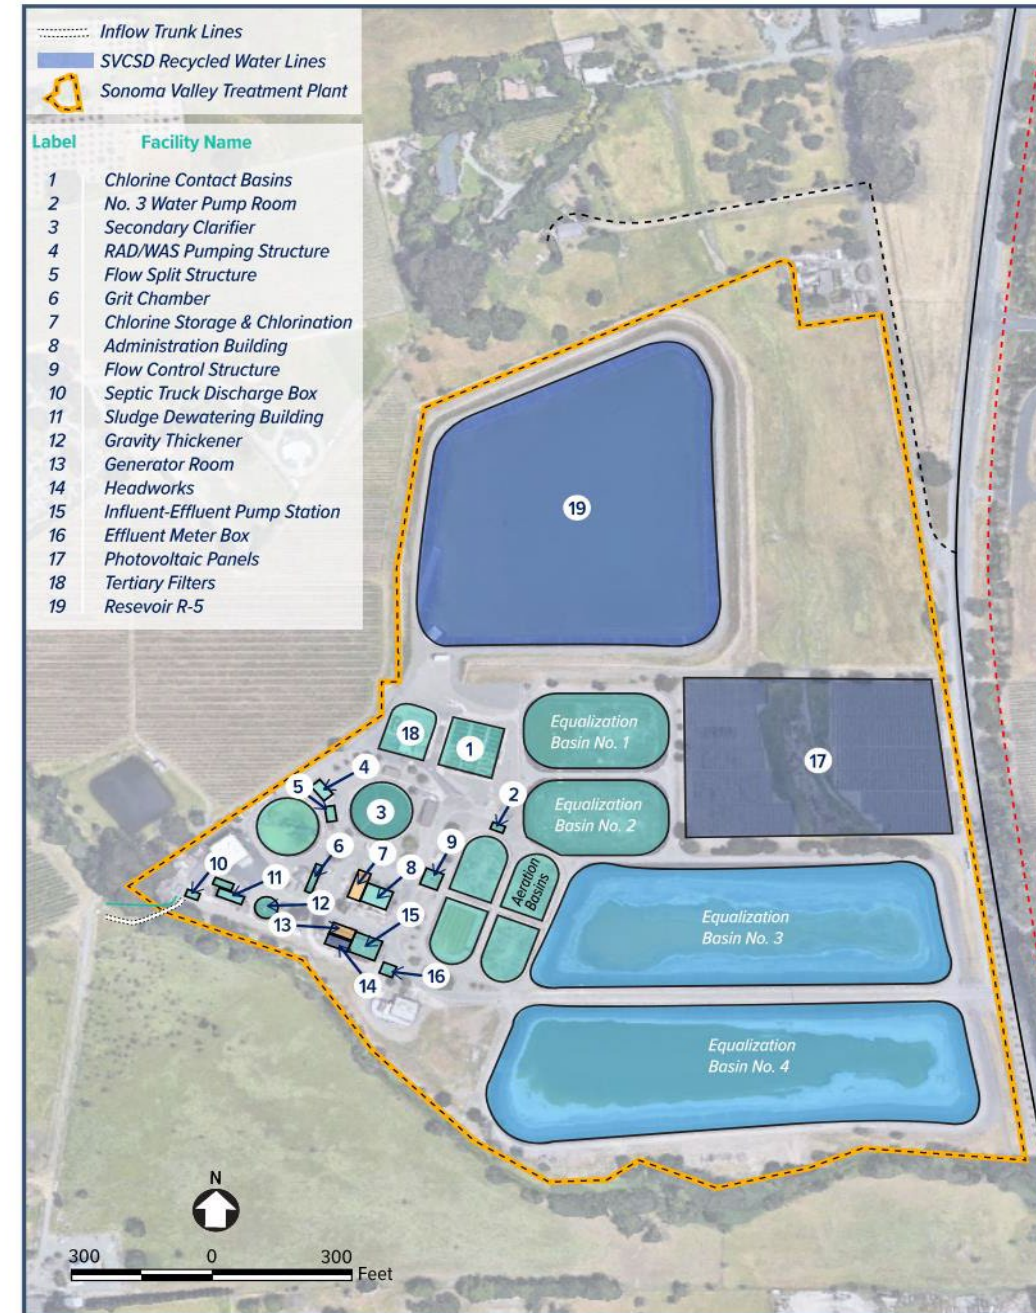 Inflow Trunk Lines
SVCSD Recycled Water Lines
Sonoma Valley Treatment Plant
Label Facility Name
1 Chlorine Contact Basins
2 No. 3 Water Pump Room
3 Secondary Clarifier
4 RAD/WAS Pumping Structure
5 Flow Split Structure
6 Grit Chamber
7 Chlorine Storage & Chlorination
8 Administration Building
9 Flow Control Structure
10 Septic Truck Discharge Box
11 Sludge Dewatering Building
12 Gravity Thickener
13 Generator Room
14 Headworks
15 Influent-Effluent Pump Station
16 Effluent Meter Box
17 Photovoltaic Panels
18 Tertiary Filters
19 Resevoir R-5
19
18
1
Equalization
Basin No. 1
17
4
5
3
2
Equalization
Basin No. 2
10
11
6
7
8
9
Aeration
Basins
12
13
15
14
16
Equalization
Basin No. 3
Equalization
Basin No. 4
N
300 0 300
Feet